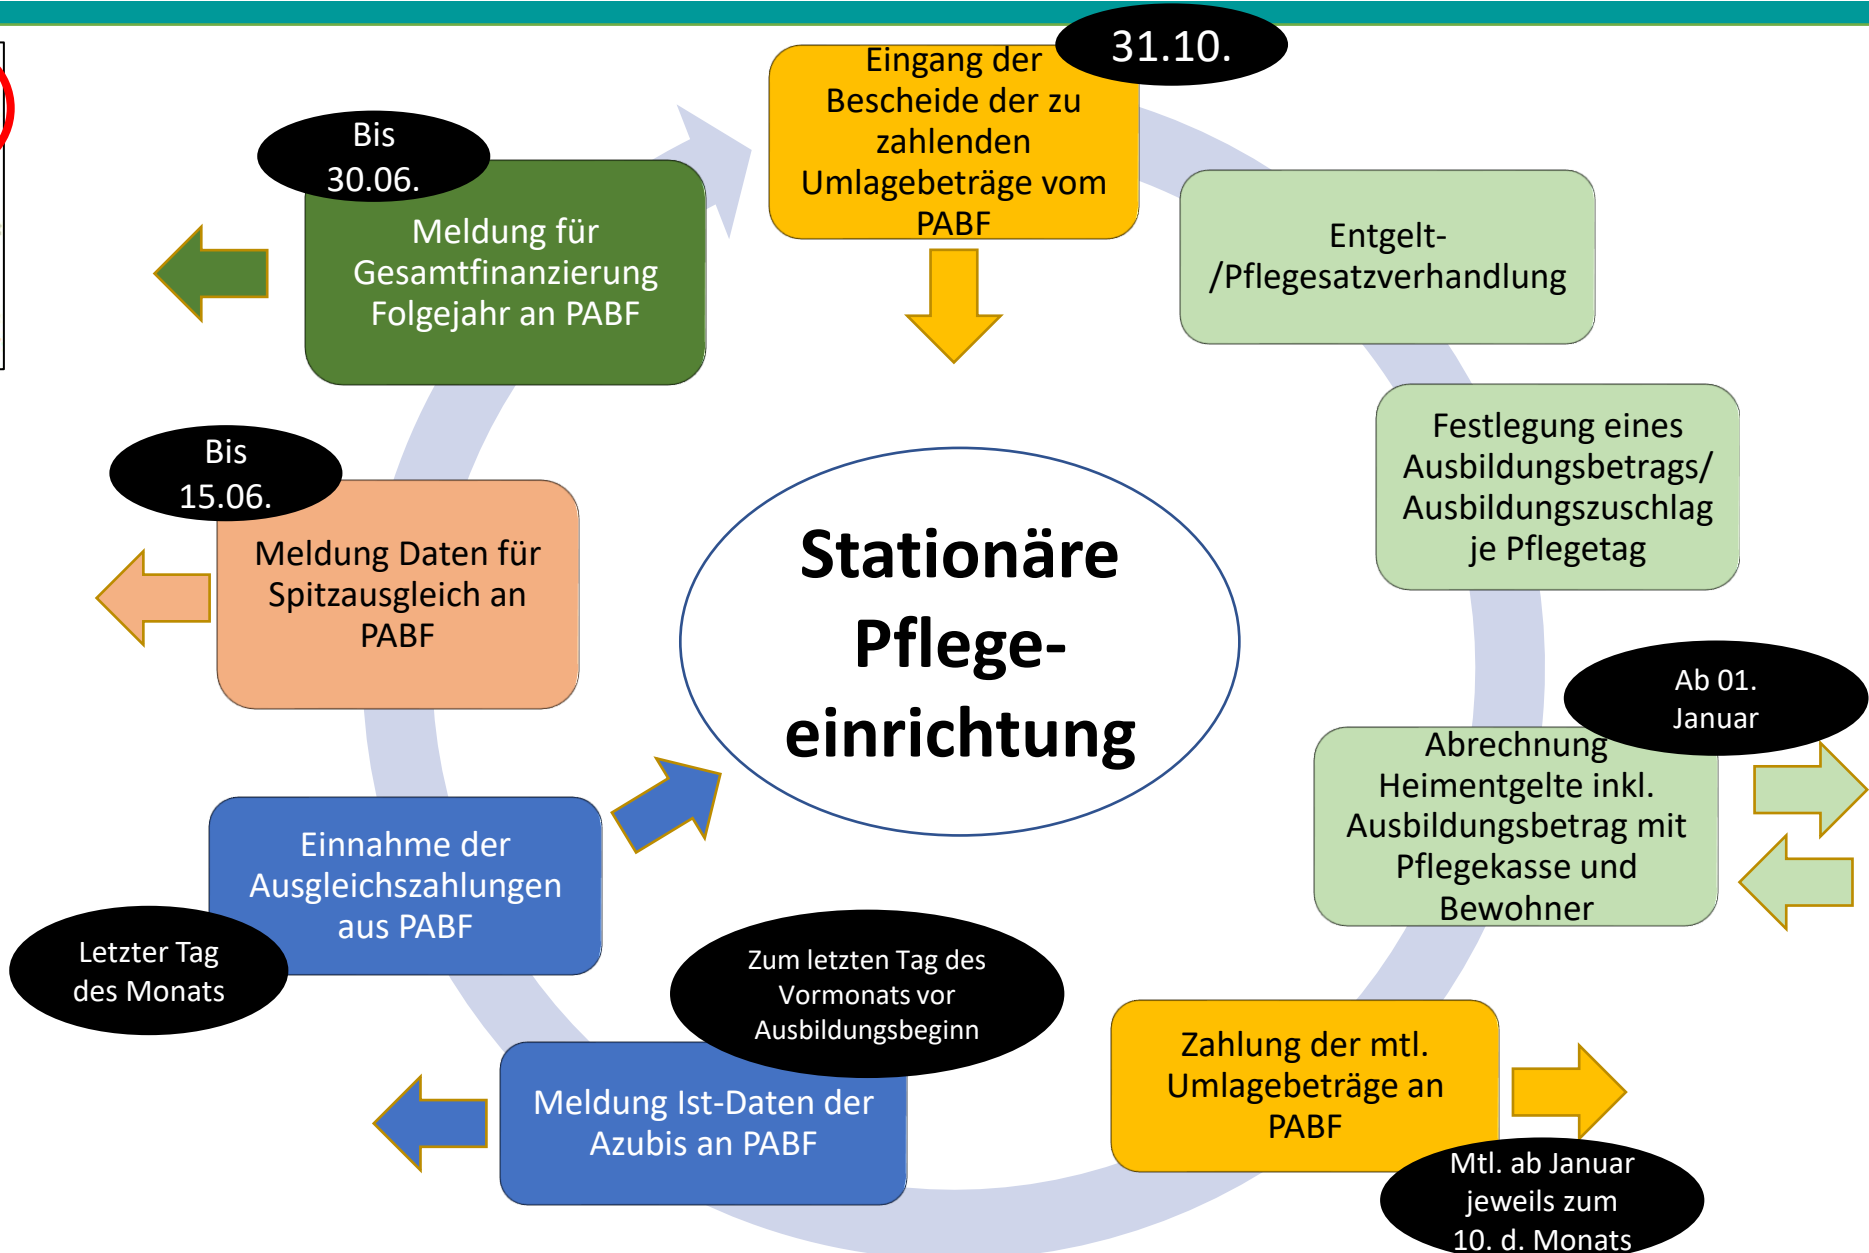 31.10.
Eingang der
Bescheide der zu
zahlenden
Umlagebeträge vom
PABF
Entgelt-
/Pflegesatzverhandlung
Festlegung eines
Ausbildungsbetrags/
Ausbildungszuschlag
je Pflegetag
Ab 01.
Januar
Abrechnung
Heimentgelte inkl.
Ausbildungsbetrag mit
Pflegekasse und
Bewohner
Zahlung der mtl.
Umlagebeträge an
PABF
Mtl. ab Januar
jeweils zum
10. d. Monats
Zum letzten Tag des
Vormonats vor
Ausbildungsbeginn
Meldung Ist-Daten der
Azubis an PABF
Einnahme der
Ausgleichszahlungen
aus PABF
Letzter Tag
des Monats
Bis
15.06.
Meldung Daten für
Spitzausgleich an
PABF
Bis
30.06.
Meldung für
Gesamtfinanzierung
Folgejahr an PABF
Stationäre
Pflege-
einrichtung